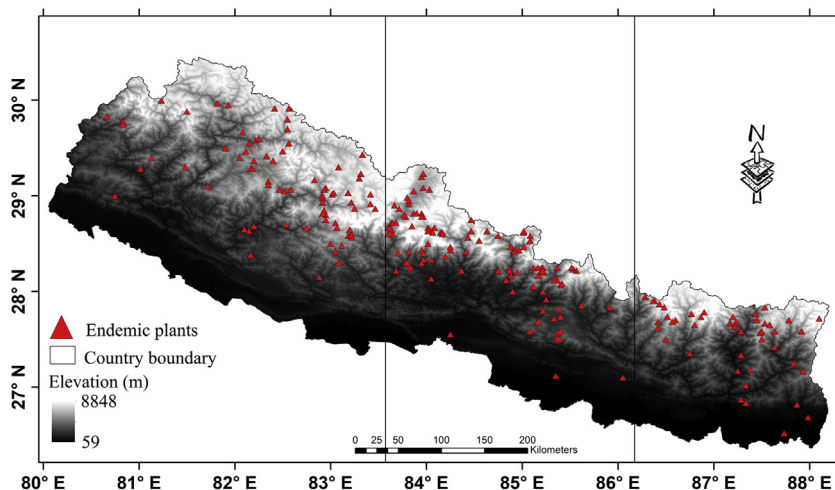 30° N
29° N
28° N
27° N
N
Endemic plants
Country boundary
Elevation (m)
8848
59
0 25 50 100 150 200
Kilometers
80° E 81° E 82° E 83° E 84° E 85° E 86° E 87° E 88° E